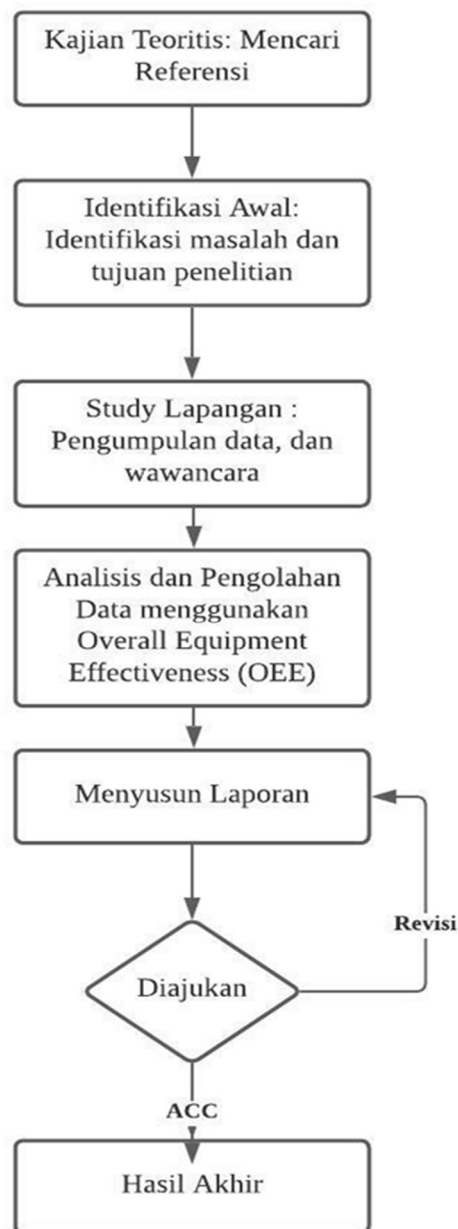 Kajian Teoritis: Mencari
Referensi
Identifikasi Awal:
Identifikasi masalah dan
tujuan penelitian
Study Lapangan :
Pengumpulan data, dan
wawancara
Analisis dan Pengolahan
Data menggunakan
Overall Equipment
Effectiveness (OEE)
Menyusun Laporan
Revisi
Diajukan
ACC
Hasil Akhir